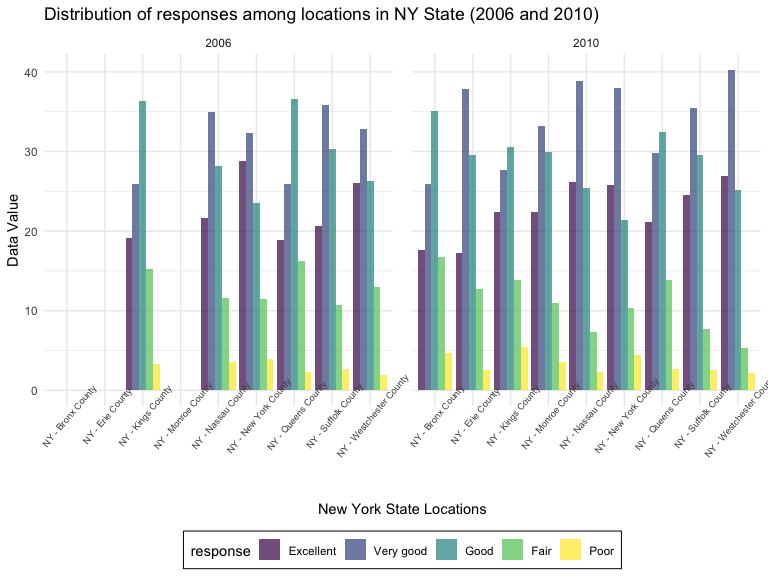 Distribution of responses among locations in NY State (2006 and 2010)
2006
2010
Data Value
40
30
20
10
0
NY - Bronx County
NY - Erie County
NY - Kings County
NY - Monroe County
NY - Nassau County
NY - New York County
NY - Queens County
NY - Suffolk County
NY - Westchester County
NY - Bronx County
NY - Erie County
NY - Kings County
NY - Monroe County
NY - Nassau County
NY - New York County
NY - Queens County
NY - Suffolk County
NY - Westchester Cou
New York State Locations
response Excellent Very good Good Fair Poor